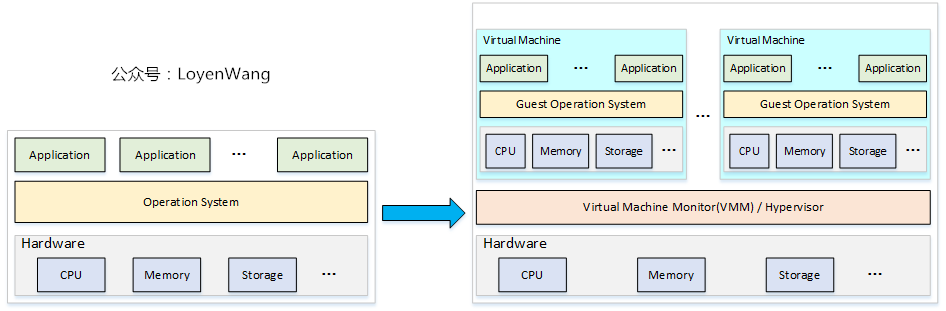 公众号：LoyenWang
Application Application ... Application
Operation System
Hardware
CPU Memory Storage ...
Virtual Machine
Application ... Application
Guest Operation System
CPU Memory Storage ...
...
Virtual Machine
Application ... Application
Guest Operation System
CPU Memory Storage ...
Virtual Machine Monitor(VMM) / Hypervisor
Hardware
CPU Memory Storage ...